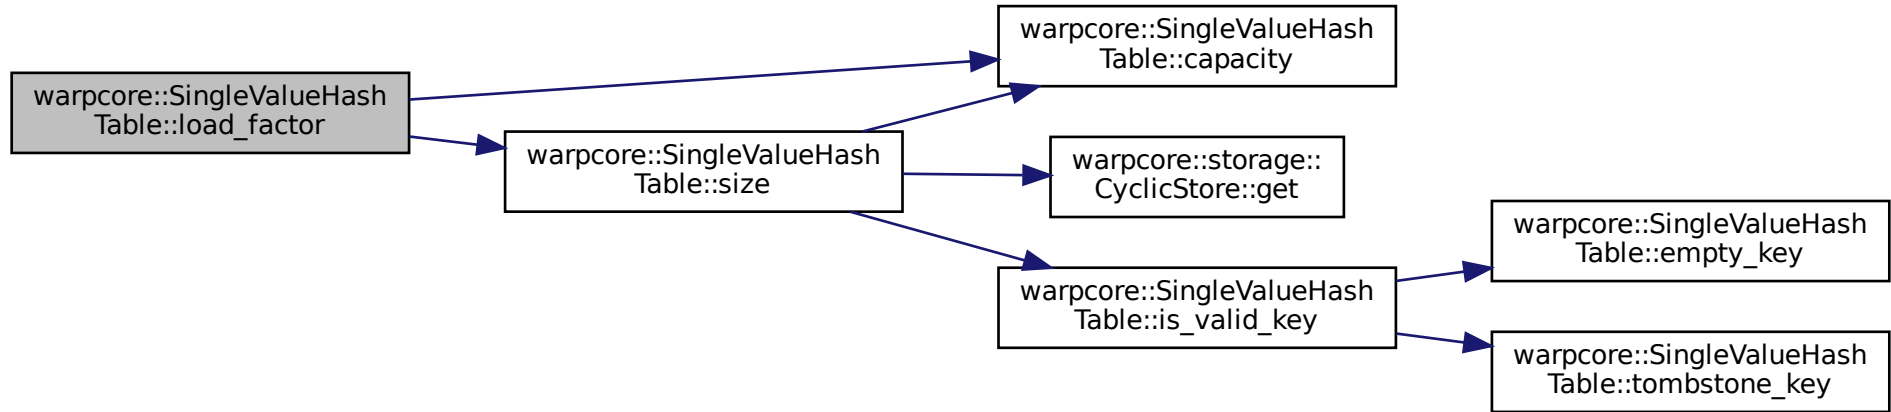 warpcore::SingleValueHash
Table::load_factor
warpcore::SingleValueHash
Table::capacity
warpcore::SingleValueHash
Table::size
warpcore::storage::
CyclicStore::get
warpcore::SingleValueHash
Table::is_valid_key
warpcore::SingleValueHash
Table::empty_key
warpcore::SingleValueHash
Table::tombstone_key